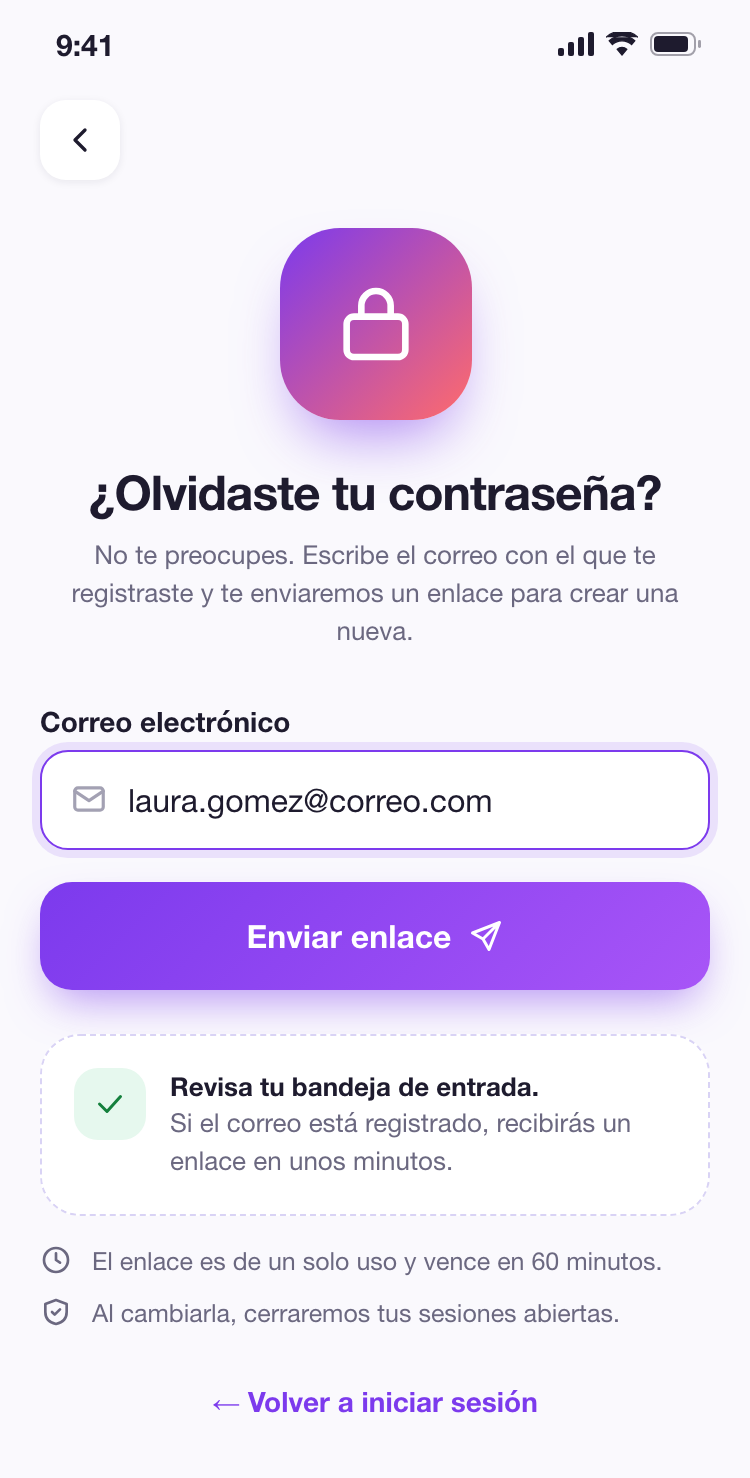 9:41
¿Olvidaste tu contraseña?
No te preocupes. Escribe el correo con el que te
registraste y te enviaremos un enlace para crear una
nueva.
Correo electrónico
laura.gomez@correo.com
Enviar enlace
Revisa tu bandeja de entrada.
Si el correo está registrado, recibirás un
enlace en unos minutos.
El enlace es de un solo uso y vence en 60 minutos.
Al cambiarla, cerraremos tus sesiones abiertas.
← Volver a iniciar sesión